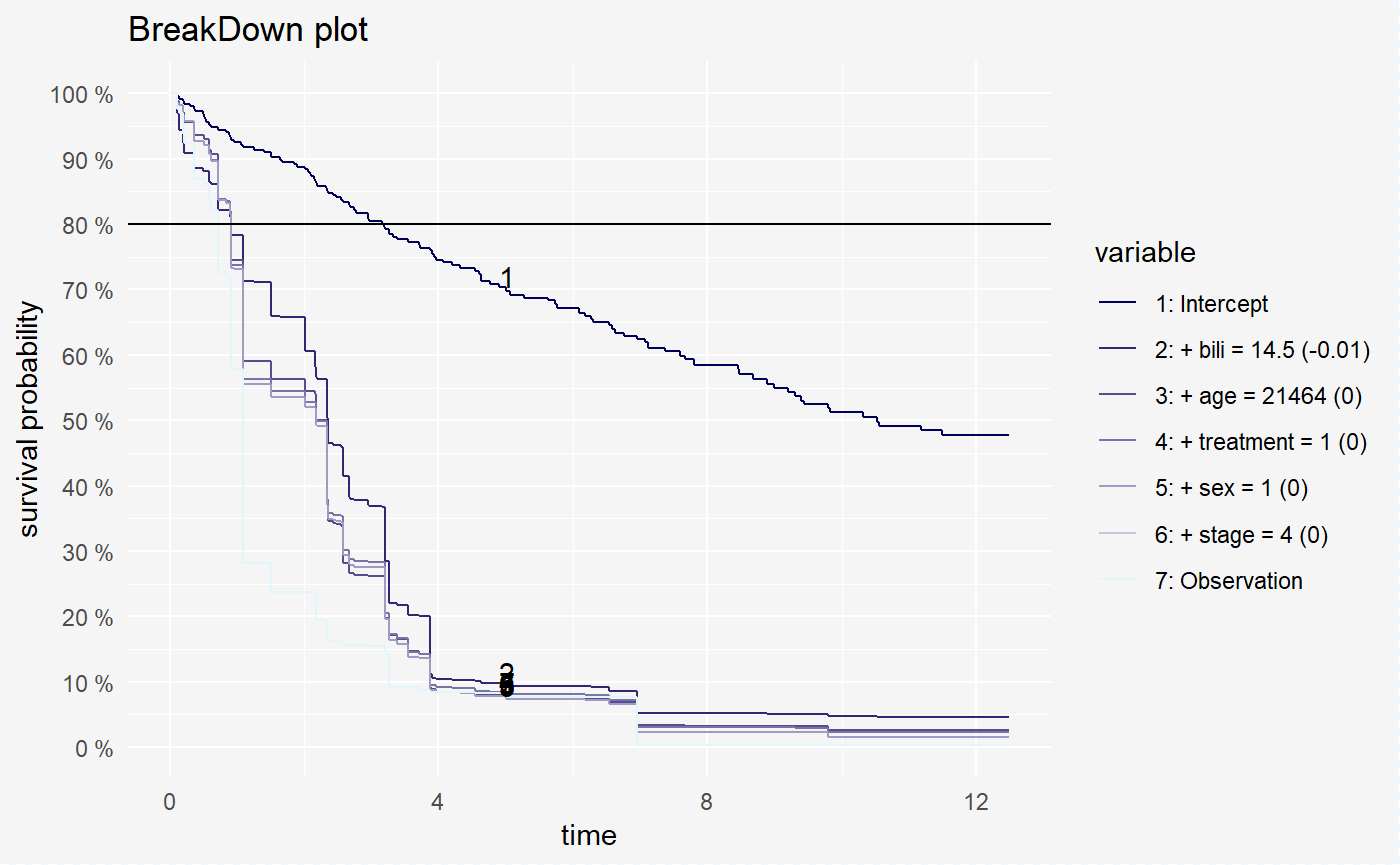 BreakDown plot
100 %
90 %
80 %
70 %
60 %
50 %
40 %
30 %
20 %
10 %
0 %
survival probability
1
2
0
4
8
12
time
variable
1: Intercept
2: + bili = 14.5 (-0.01)
3: + age = 21464 (0)
4: + treatment = 1 (0)
5: + sex = 1 (0)
6: + stage = 4 (0)
7: Observation